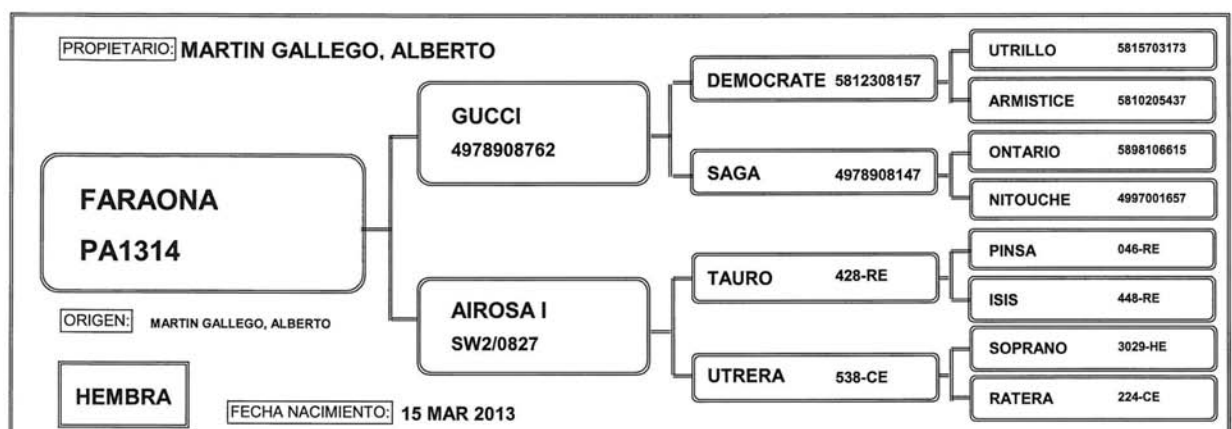 PROPIETARIO: MARTIN GALLEGO, ALBERTO
FARAONA
PA1314
ORIGEN: MARTIN GALLEGO, ALBERTO
HEMBRA
FECHA NACIMIENTO: 15 MAR 2013
GUCCI
4978908762
AIROSA I
SW2/0827
DEMOCRATE 5812308157
SAGA 4978908147
TAURO 428-RE
UTRERA 538-CE
UTRILLO 5815703173
ARMISTICE 5810205437
ONTARIO 5898106615
NITOUCHE 4997001657
PINSA 046-RE
ISIS 448-RE
SOPRANO 3029-HE
RATERA 224-CE